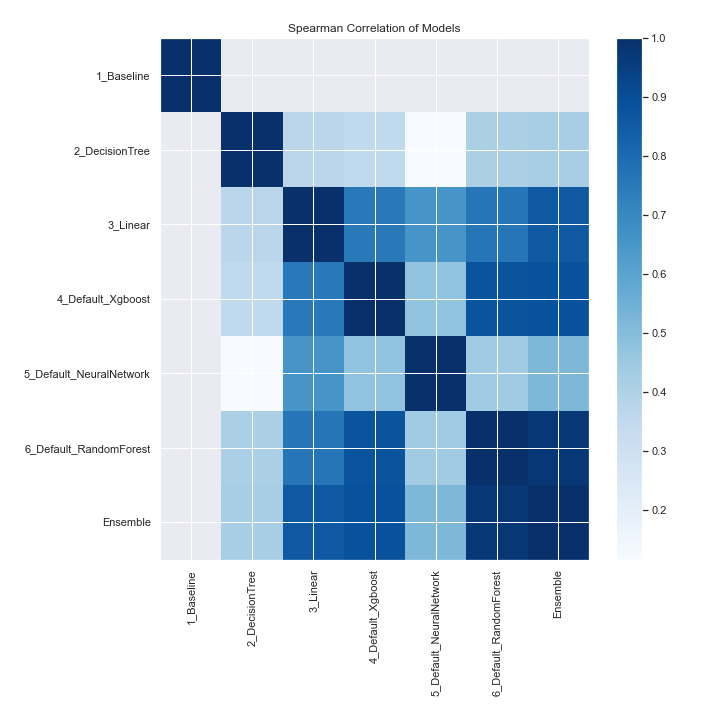 Spearman Correlation of Models
1_Baseline
2_DecisionTree
3_Linear
4_Default_Xgboost
5_Default_NeuralNetwork
6_Default_RandomForest
Ensemble
1.0
0.9
0.8
0.7
0.6
0.5
0.4
0.3
0.2
1_Baseline
2_DecisionTree
3_Linear
4_Default_Xgboost
5_Default_NeuralNetwork
6_Default_RandomForest
Ensemble